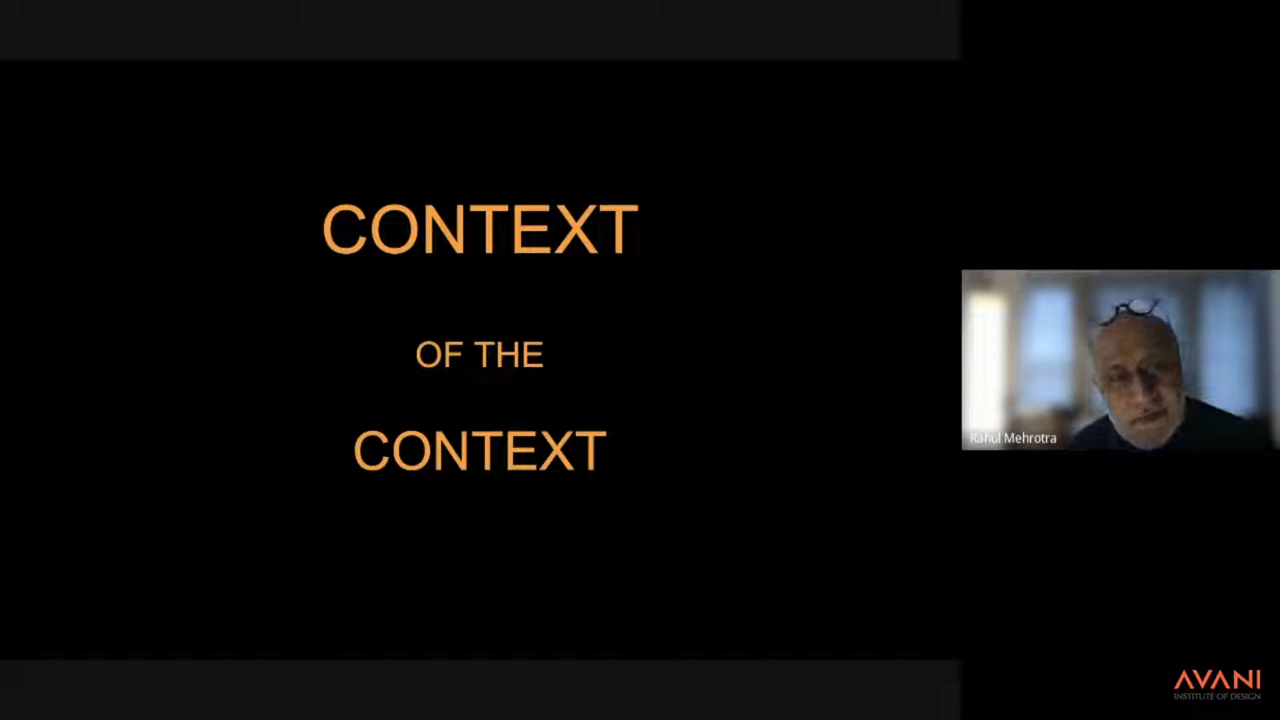 CONTEXT
OF THE
CONTEXT
Rahul Mehrotra
AVANI
INSTITUTE OF DESIGN